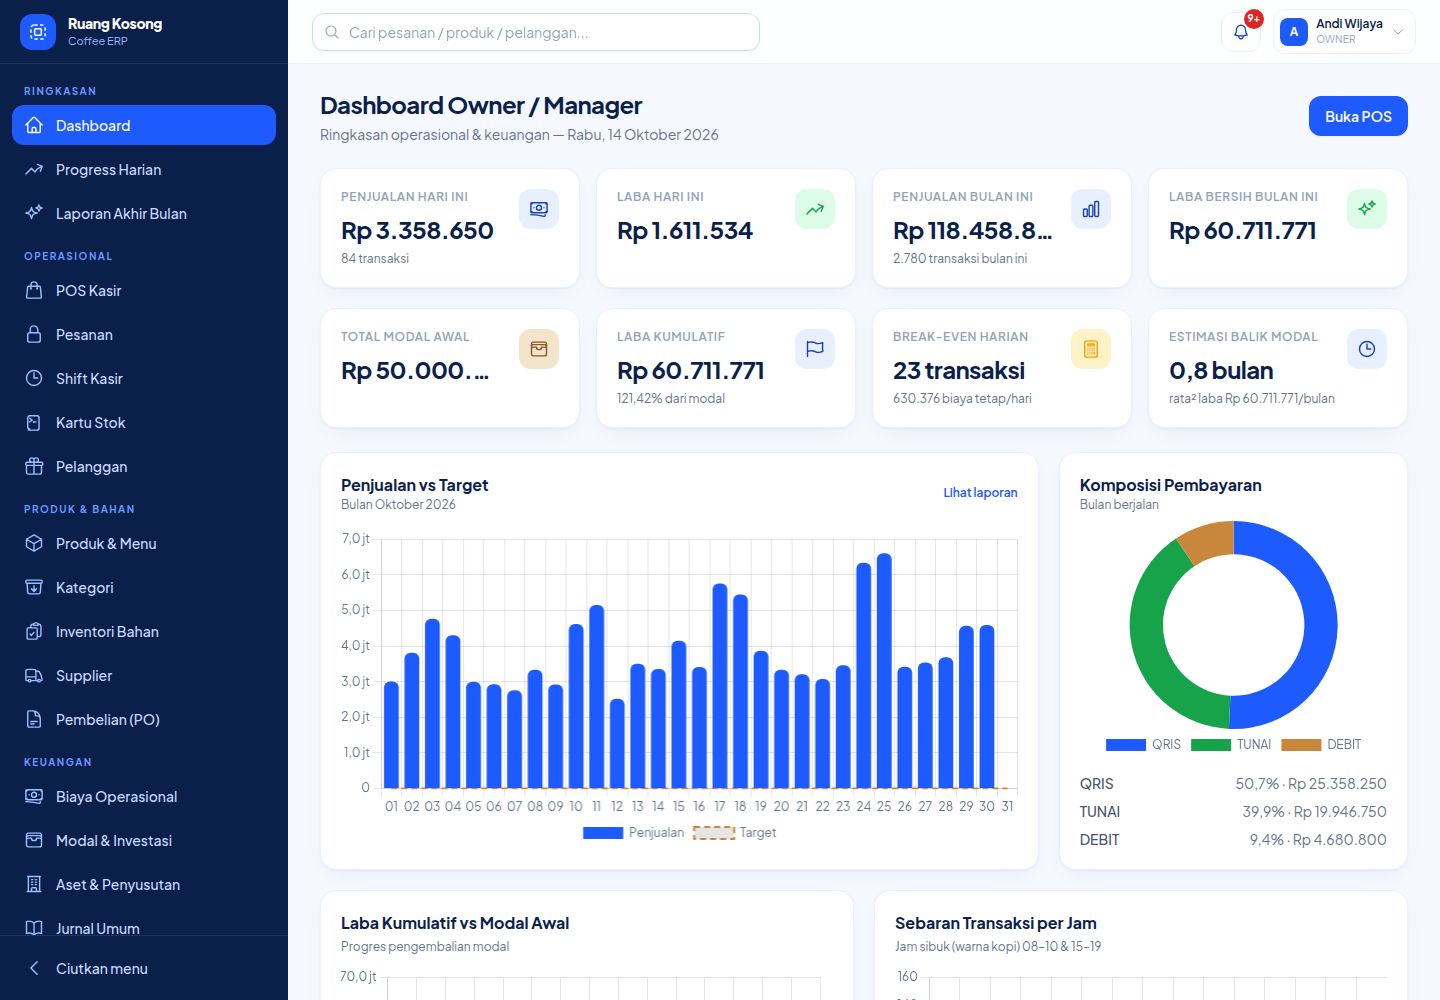 Ruang Kosong
Coffee ERP
RINGKASAN
Dashboard
Progress Harian
Laporan Akhir Bulan
OPERASIONAL
POS Kasir
Pesanan
Shift Kasir
Kartu Stok
Pelanggan
PRODUK & BAHAN
Produk & Menu
Kategori
Inventori Bahan
Supplier
Pembelian (PO)
KEUANGAN
Biaya Operasional
Modal & Investasi
Aset & Penyusutan
Jurnal Umum
Ciutkan menu
Cari pesanan / produk / pelanggan...
9+
A
Andi Wijaya
OWNER
Dashboard Owner / Manager
Ringkasan operasional & keuangan — Rabu, 14 Oktober 2026
Buka POS
PENJUALAN HARI INI
Rp 3.358.650
84 transaksi
LABA HARI INI
Rp 1.611.534
PENJUALAN BULAN INI
Rp 118.458.8...
2.780 transaksi bulan ini
LABA BERSIH BULAN INI
Rp 60.711.771
TOTAL MODAL AWAL
Rp 50.000....
LABA KUMULATIF
Rp 60.711.771
121,42% dari modal
BREAK-EVEN HARIAN
23 transaksi
630.376 biaya tetap/hari
ESTIMASI BALIK MODAL
0,8 bulan
rata² laba Rp 60.711.771/bulan
Penjualan vs Target
Bulan Oktober 2026
Lihat laporan
7,0 jt
6,0 jt
5,0 jt
4,0 jt
3,0 jt
2,0 jt
1,0 jt
0
01 02 03 04 05 06 07 08 09 10 11 12 13 14 15 16 17 18 19 20 21 22 23 24 25 26 27 28 29 30 31
Penjualan Target
Komposisi Pembayaran
Bulan berjalan
QRIS TUNAI DEBIT
QRIS 50,7% · Rp 25.358.250
TUNAI 39,9% · Rp 19.946.750
DEBIT 9,4% · Rp 4.680.800
Laba Kumulatif vs Modal Awal
Progres pengembalian modal
70,0 jt
Sebaran Transaksi per Jam
Jam sibuk (warna kopi) 08–10 & 15–19
160